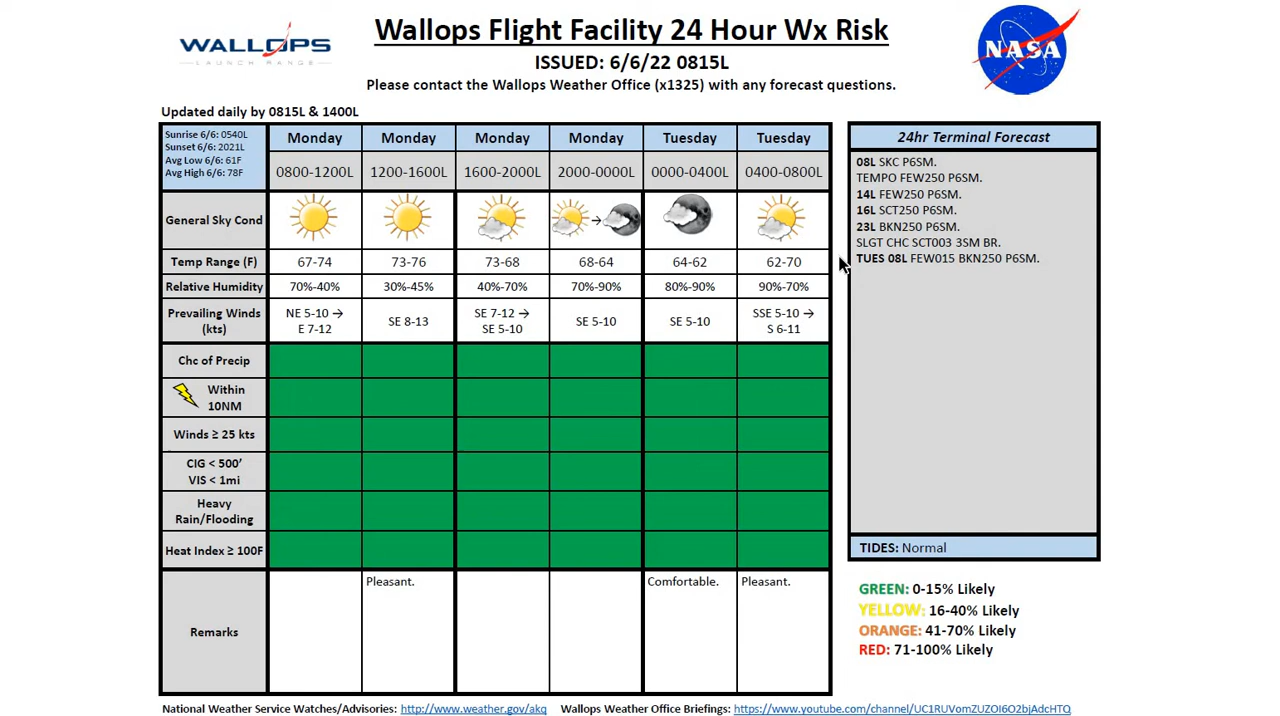 WALLOPS
LAUNCH RANGE
Wallops Flight Facility 24 Hour Wx Risk
ISSUED: 6/6/22 0815L
Please contact the Wallops Weather Office (x1325) with any forecast questions.
NASA
Updated daily by 0815L & 1400L
Sunrise 6/6: 0540L
Sunset 6/6: 2021L
Avg Low 6/6: 61F
Avg High 6/6: 78F
Monday Monday Monday Monday Tuesday Tuesday
0800-1200L 1200-1600L 1600-2000L 2000-0000L 0000-0400L 0400-0800L
General Sky Cond →
Temp Range (F) 67-74 73-76 73-68 68-64 64-62 62-70
Relative Humidity 70%-40% 30%-45% 40%-70% 70%-90% 80%-90% 90%-70%
Prevailing Winds (kts) NE 5-10 → E 7-12 SE 8-13 SE 7-12 → SE 5-10 SE 5-10 SE 5-10 SSE 5-10 → S 6-11
Chc of Precip
Within
10NM
Winds ≥ 25 kts
CIG < 500’
VIS < 1mi
Heavy
Rain/Flooding
Heat Index ≥ 100F
Remarks Pleasant. Comfortable. Pleasant.
24hr Terminal Forecast
08L SKC P6SM.
TEMPO FEW250 P6SM.
14L FEW250 P6SM.
16L SCT250 P6SM.
23L BKN250 P6SM.
SLGT CHC SCT003 3SM BR.
TUES 08L FEW015 BKN250 P6SM.
TIDES: Normal
GREEN: 0-15% Likely
YELLOW: 16-40% Likely
ORANGE: 41-70% Likely
RED: 71-100% Likely
National Weather Service Watches/Advisories: http://www.weather.gov/akq Wallops Weather Office Briefings: https://www.youtube.com/channel/UC1RUVomZUZOI6O2bjAdcHTQ